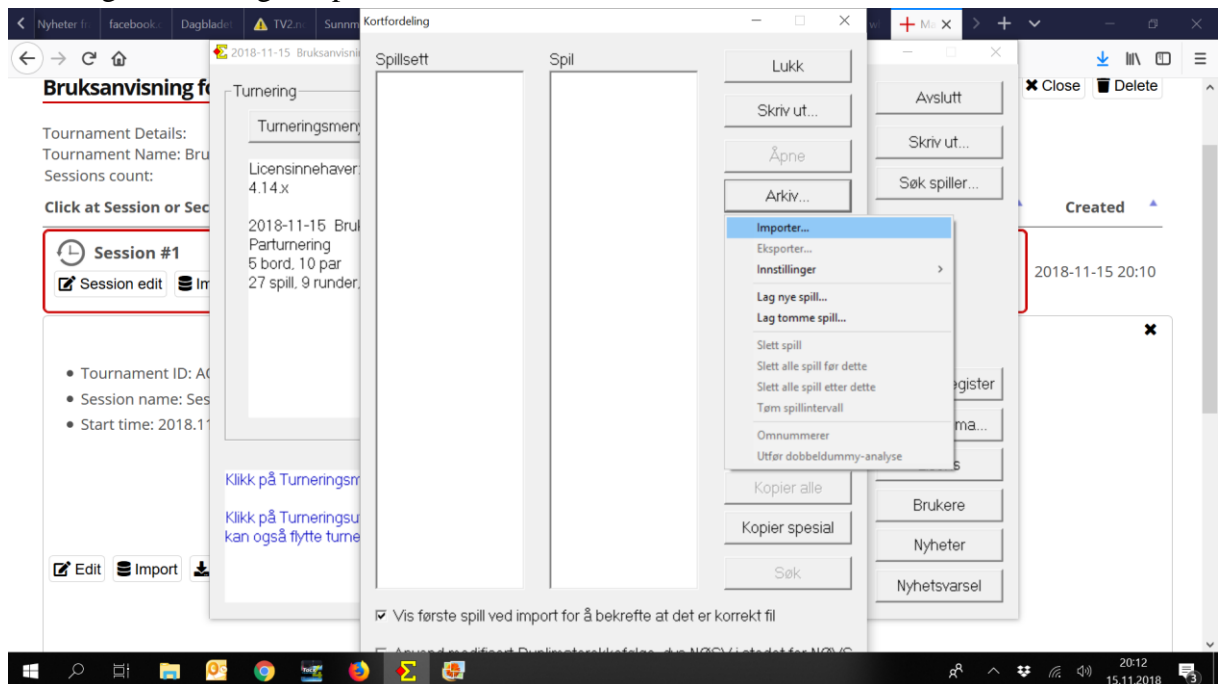 Nyheter fr
facebook.c
Dagbladet
TV2.no
Sunnm
Kortfordeling
2018-11-15 Bruksanvisni
Bruksanvisning fo
Close
Delete
Tournament Details:
Tournament Name: Bru
Sessions count:
Click at Session or Sec
Created
Session #1
Session edit
Im
2018-11-15 20:10
Tournament ID: A
Session name: Ses
Start time: 2018.11
Edit
Import
Turnering
Turneringsmeny
Licensinnehaver:
4.14.x
2018-11-15 Bruk
Parturnering
5 bord, 10 par
27 spill, 9 runder,
Klikk på Turneringsm
Klikk på Turneringsu
kan også flytte turne
Spillsett
Spil
Lukk
Skriv ut...
Åpne
Arkiv...
Importer...
Eksporter...
Innstillinger
Lag nye spill...
Lag tomme spill...
Slett spill
Slett alle spill før dette
Slett alle spill etter dette
Tøm spillintervall
Omnummerer
Utfør dobbeldummy-analyse
Kopier alle
Kopier spesial
Søk
Vis første spill ved import for å bekrefte at det er korrekt fil
Avslutt
Skriv ut...
Søk spiller...
egister
ma...
Brukere
Nyheter
Nyhetsvarsel
20:12
15.11.2018
3